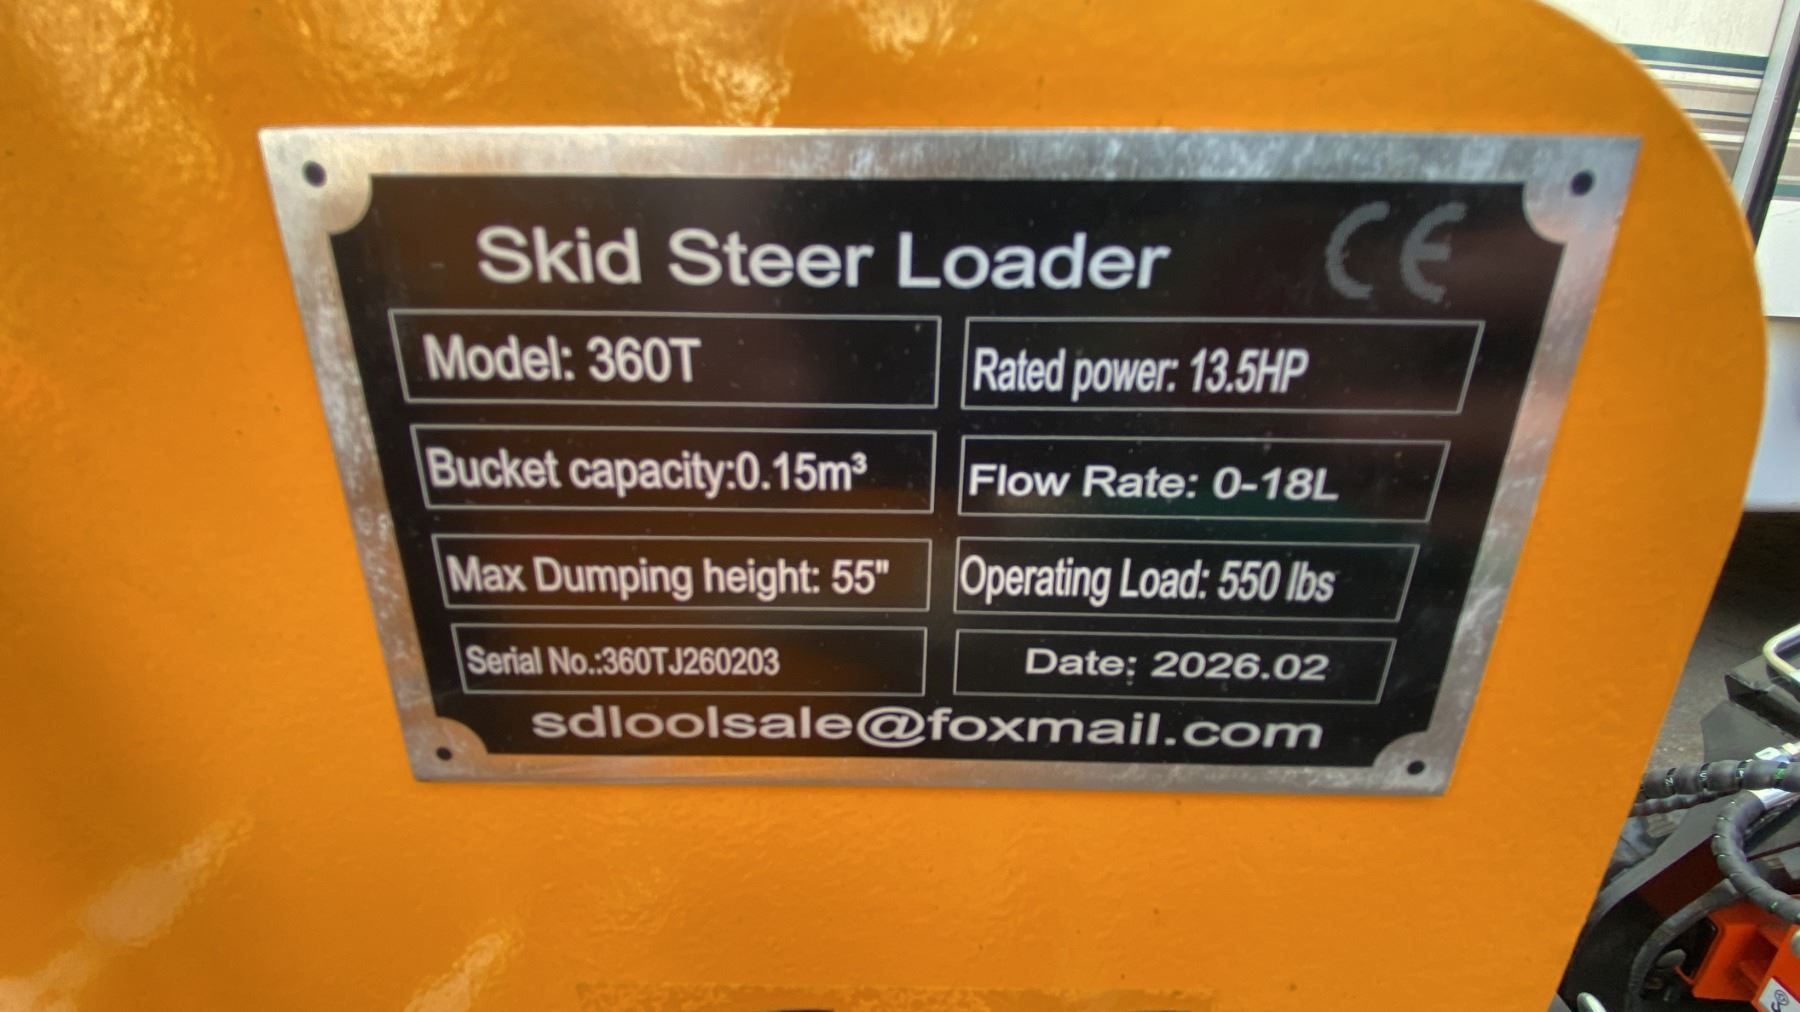 Skid Steer Loader CE
Model: 360T
Rated power: 13.5HP
Bucket capacity:0.15m³
Flow Rate: 0-18L
Max Dumping height: 55"
Operating Load: 550 lbs
Serial No.:360TJ260203
Date: 2026.02
sdloolsale@foxmail.com